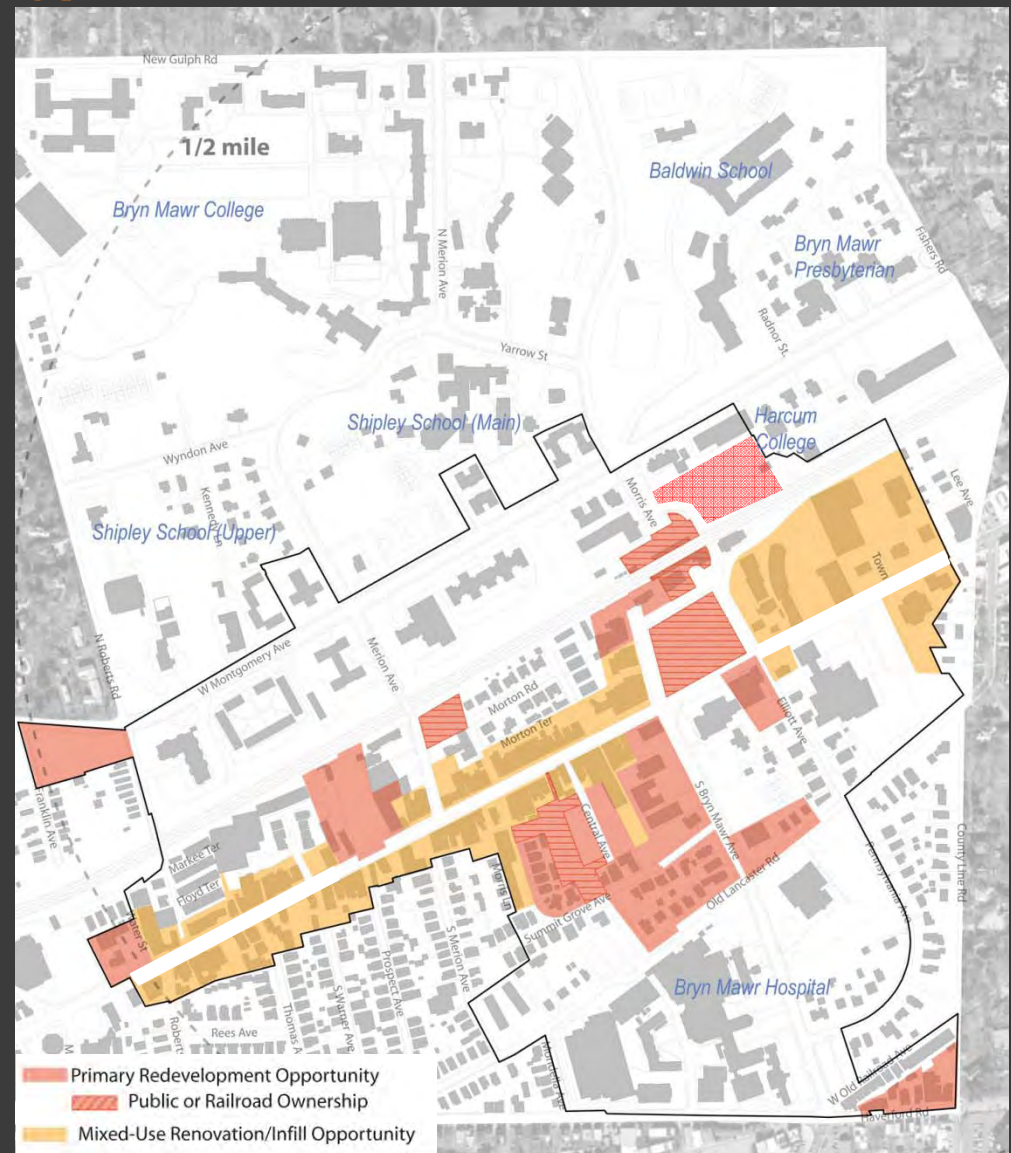 New Gulph Rd
1/2 mile
Baldwin School
Bryn Mawr College
N Merion Ave
Bryn Mawr
Presbyterian
Fishers Rd
Radnor St.
Yarrow St
Shipley School (Main)
Harcum
College
Wyndon Ave
Kennedy Ln
Morris Ave
Lee Ave
Shipley School (Upper)
Town
N Roberts Rd
W Montgomery Ave
Merion Ave
Morton Rd
Morton Ter
Elliott Ave
Franklin Ave
S Bryn Mawr Ave
Central Ave
County Line Rd
Markee Ter
Floyd Ter
Pennsylvania Ave
Old Lancaster Rd
Summit Grove Ave
S Merion Ave
Prospect Ave
Bryn Mawr Hospital
S Warner Ave
Thomas A
Roberts
Rees Ave
W Old Railroad Ave
Haverford Rd
Primary Redevelopment Opportunity
Public or Railroad Ownership
Mixed-Use Renovation/Infill Opportunity